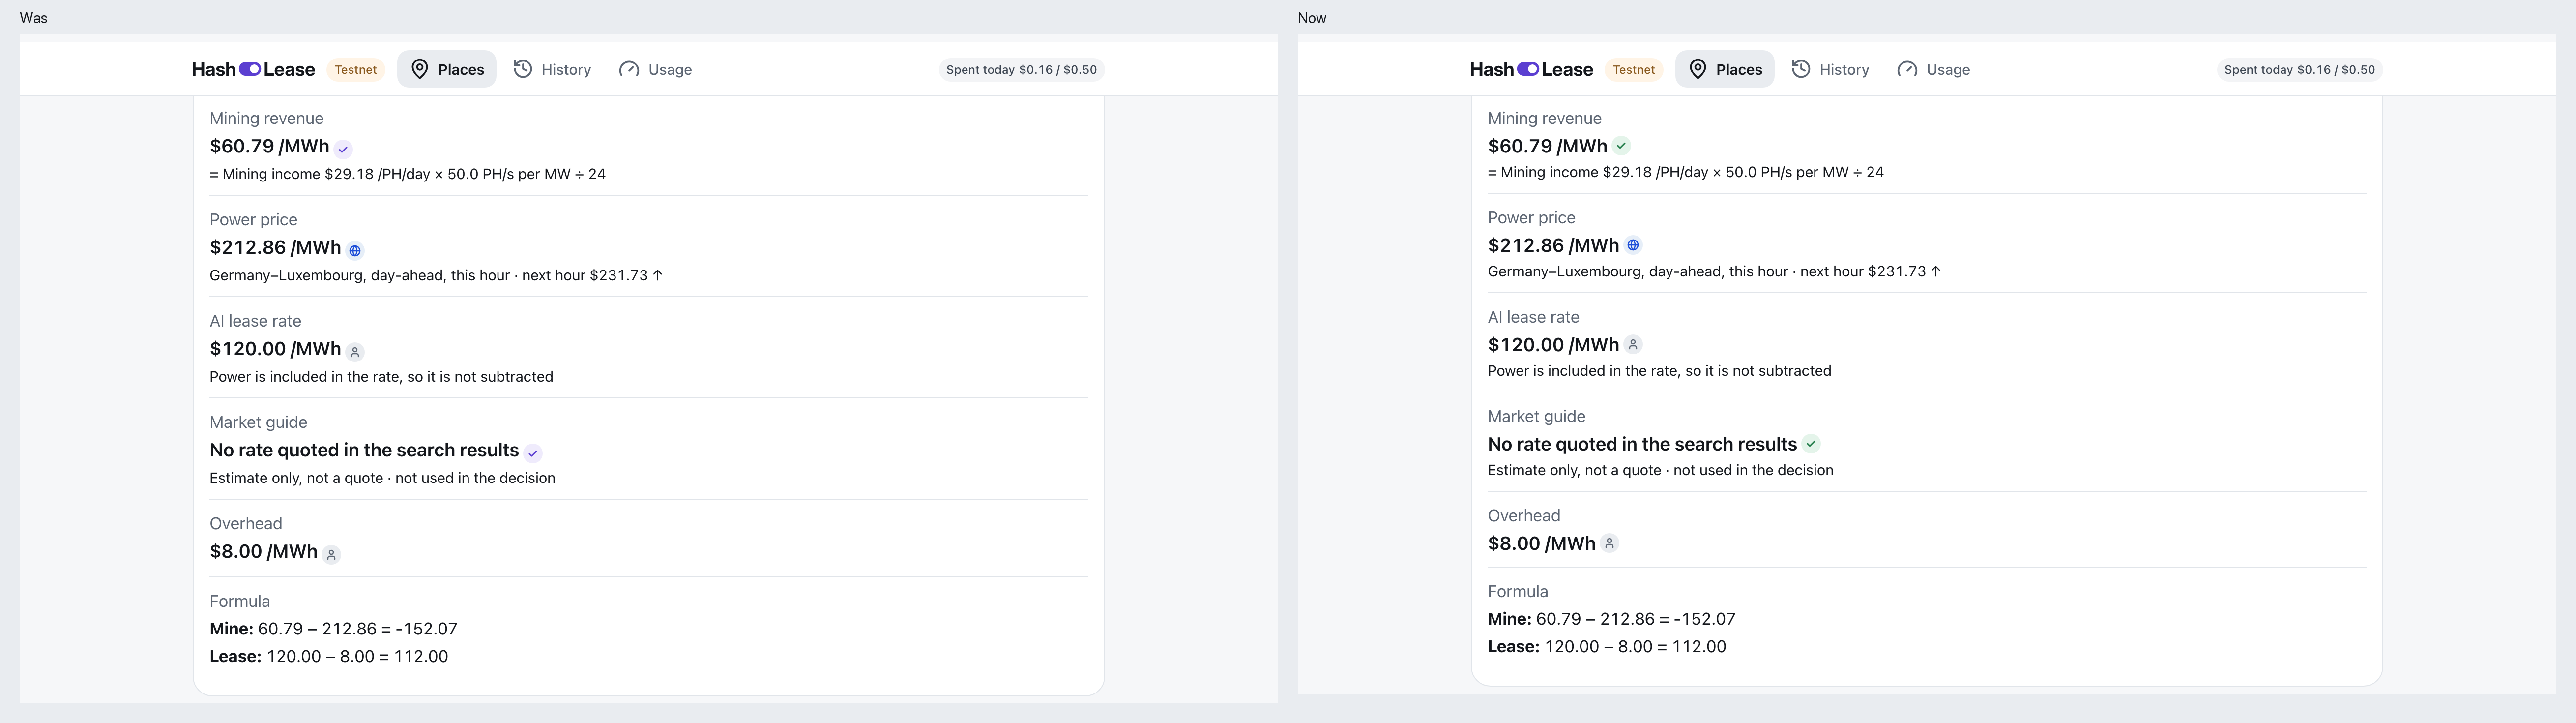 Was
Hash Lease Testnet Places History Usage Spent today $0.16 / $0.50
Mining revenue
$60.79 /MWh
= Mining income $29.18 /PH/day × 50.0 PH/s per MW ÷ 24
Power price
$212.86 /MWh
Germany–Luxembourg, day-ahead, this hour · next hour $231.73 ↑
AI lease rate
$120.00 /MWh
Power is included in the rate, so it is not subtracted
Market guide
No rate quoted in the search results
Estimate only, not a quote · not used in the decision
Overhead
$8.00 /MWh
Formula
Mine: 60.79 – 212.86 = -152.07
Lease: 120.00 – 8.00 = 112.00
Now
Hash Lease Testnet Places History Usage Spent today $0.16 / $0.50
Mining revenue
$60.79 /MWh
= Mining income $29.18 /PH/day × 50.0 PH/s per MW ÷ 24
Power price
$212.86 /MWh
Germany–Luxembourg, day-ahead, this hour · next hour $231.73 ↑
AI lease rate
$120.00 /MWh
Power is included in the rate, so it is not subtracted
Market guide
No rate quoted in the search results
Estimate only, not a quote · not used in the decision
Overhead
$8.00 /MWh
Formula
Mine: 60.79 – 212.86 = -152.07
Lease: 120.00 – 8.00 = 112.00